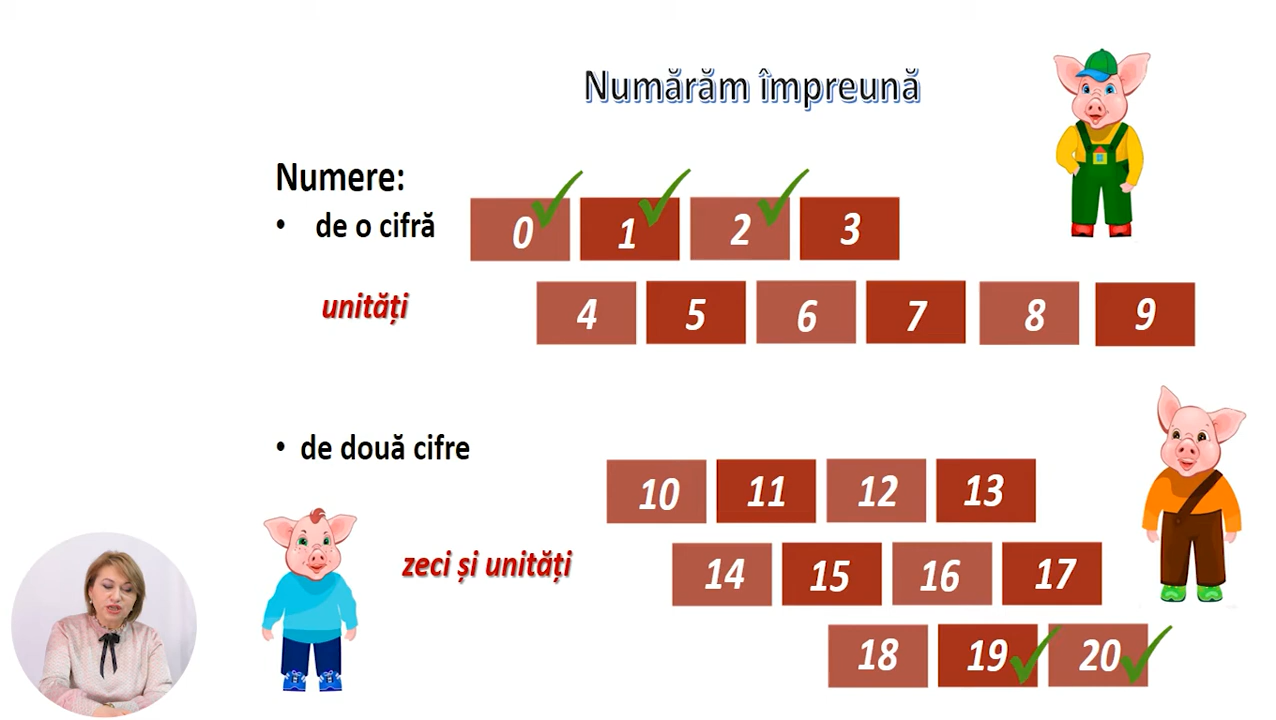 Numărăm împreună
Numere:
• de o cifră
0 1 2 3
unități
4 5 6 7 8 9
• de două cifre
10 11 12 13
zeci și unități
14 15 16 17
18 19 20